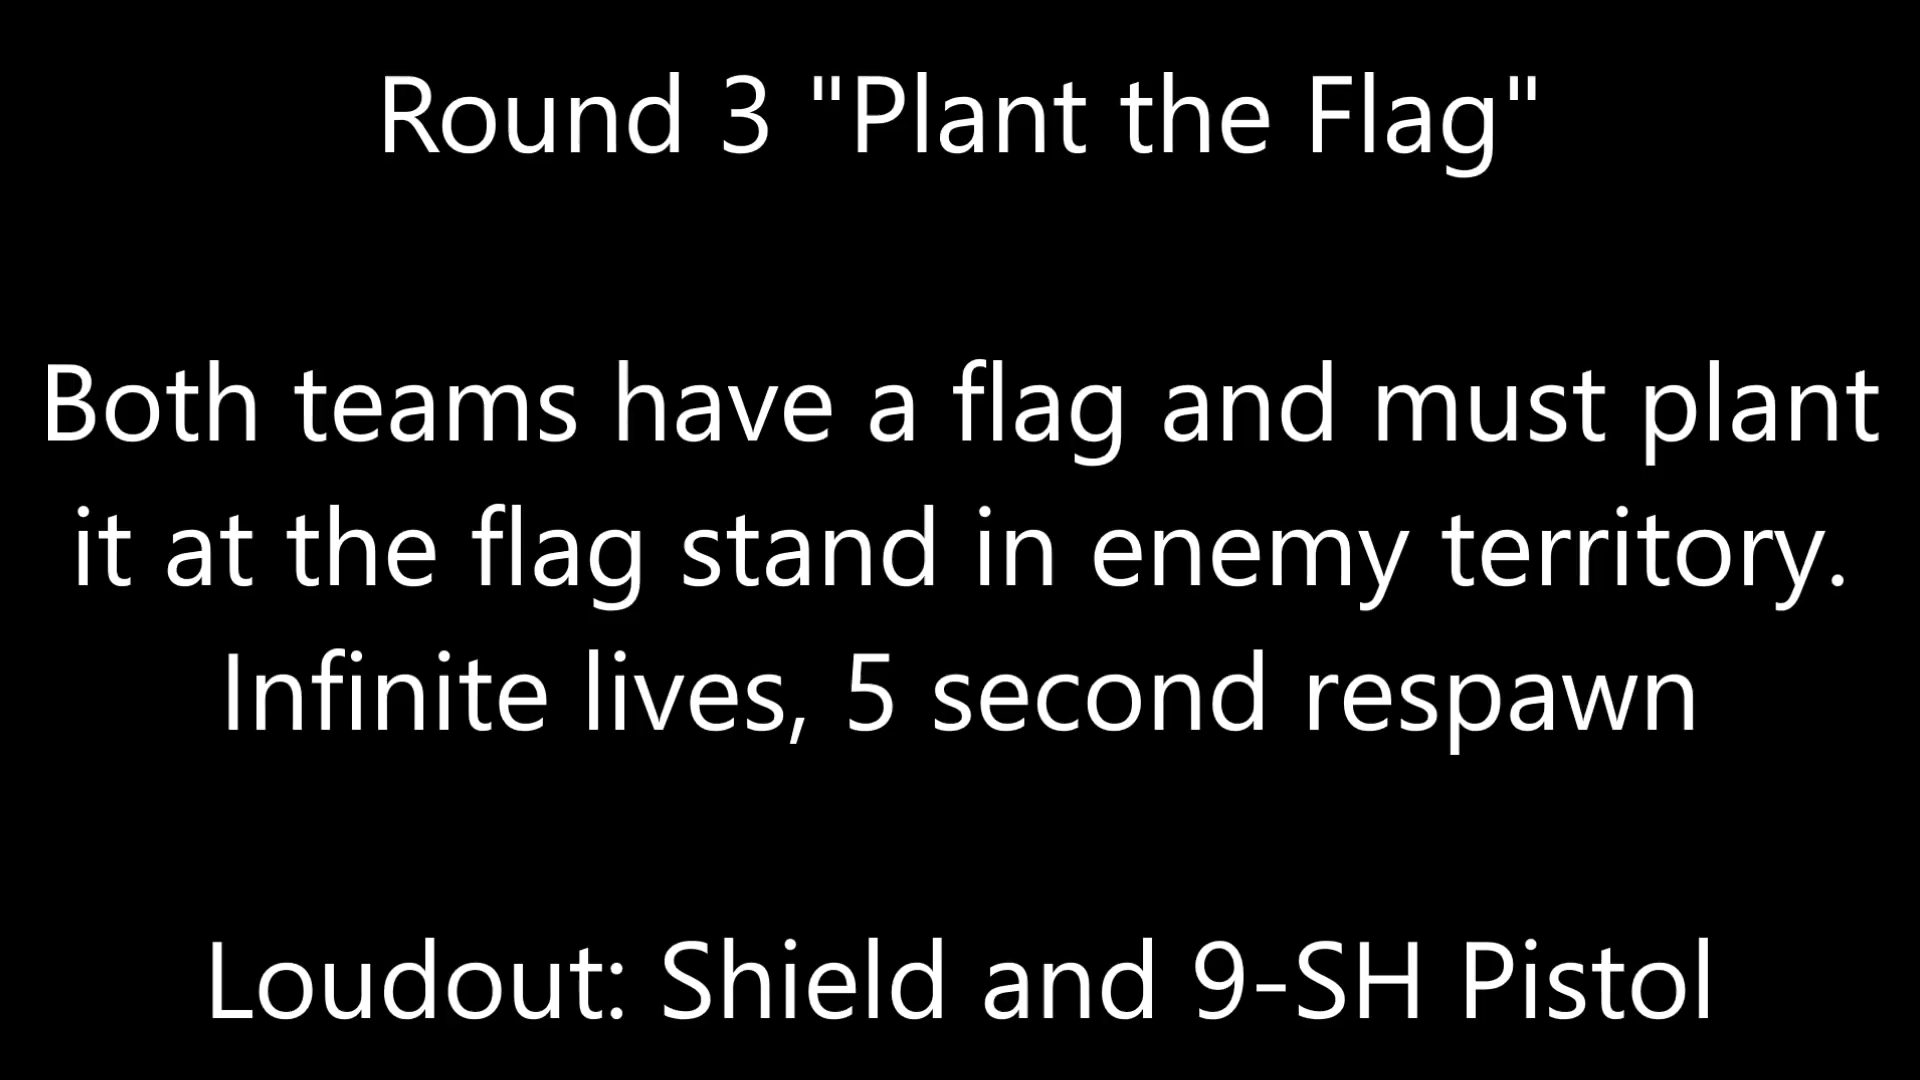 Round 3 "Plant the Flag"
Both teams have a flag and must plant
it at the flag stand in enemy territory.
Infinite lives, 5 second respawn
Loudout: Shield and 9-SH Pistol